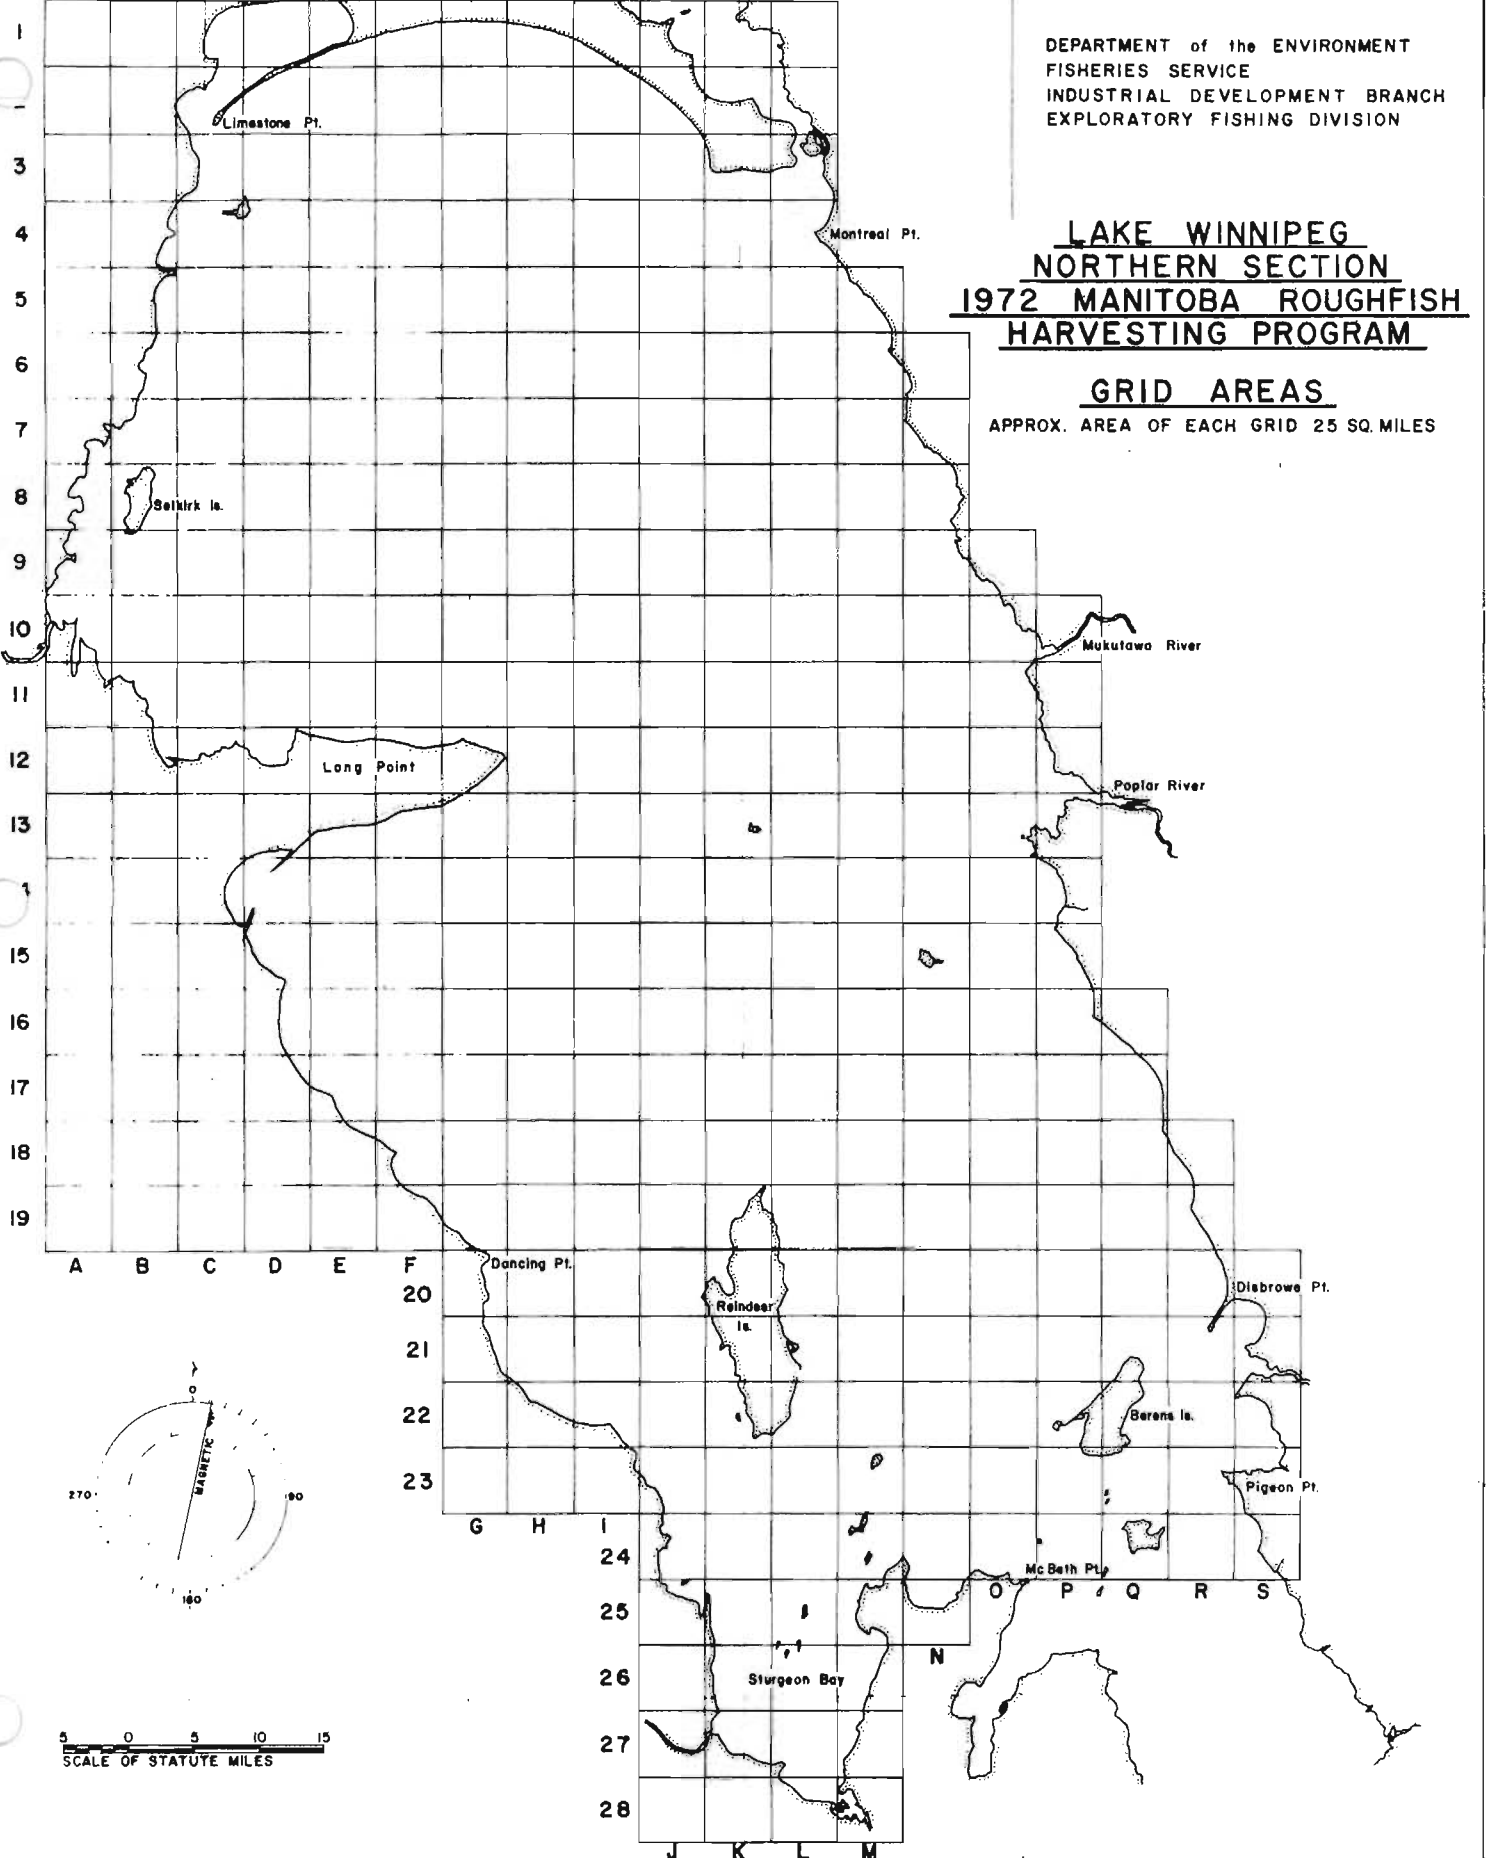 DEPARTMENT of the ENVIRONMENT
FISHERIES SERVICE
INDUSTRIAL DEVELOPMENT BRANCH
EXPLORATORY FISHING DIVISION
LAKE WINNIPEG
NORTHERN SECTION
1972 MANITOBA ROUGHFISH
HARVESTING PROGRAM
GRID AREAS
APPROX. AREA OF EACH GRID 25 SQ. MILES
1
Limestone Pt.
3
4
Montreal Pt.
5
6
7
8
Selkirk Is.
9
10
Mukutawa River
11
12
Long Point
Poplar River
13
15
16
17
18
19
A B C D E F
Dancing Pt.
20
Disbrowe Pt.
Reindeer
Is.
21
22
Berens Is.
23
Pigeon Pt.
G H I
24
McBeth Pt.
O P Q R S
25
N
26
Sturgeon Bay
27
28
J K L M
0
MAGNETIC
270
90
180
5 0 5 10 15
SCALE OF STATUTE MILES